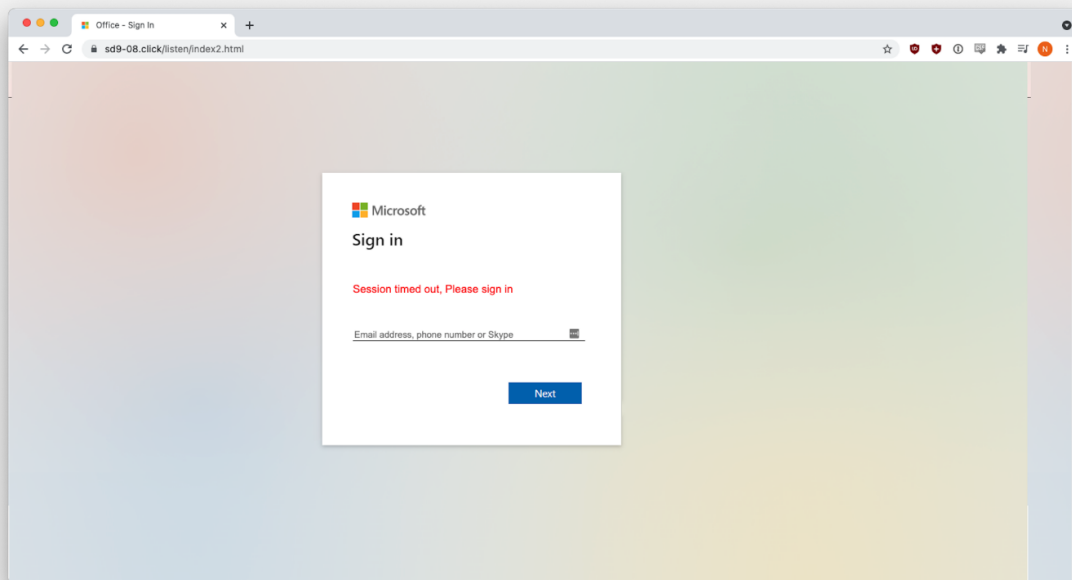 Office - Sign In
sd9-08.click/listen/index2.html
N
Microsoft
Sign in
Session timed out, Please sign in
Email address, phone number or Skype
Next